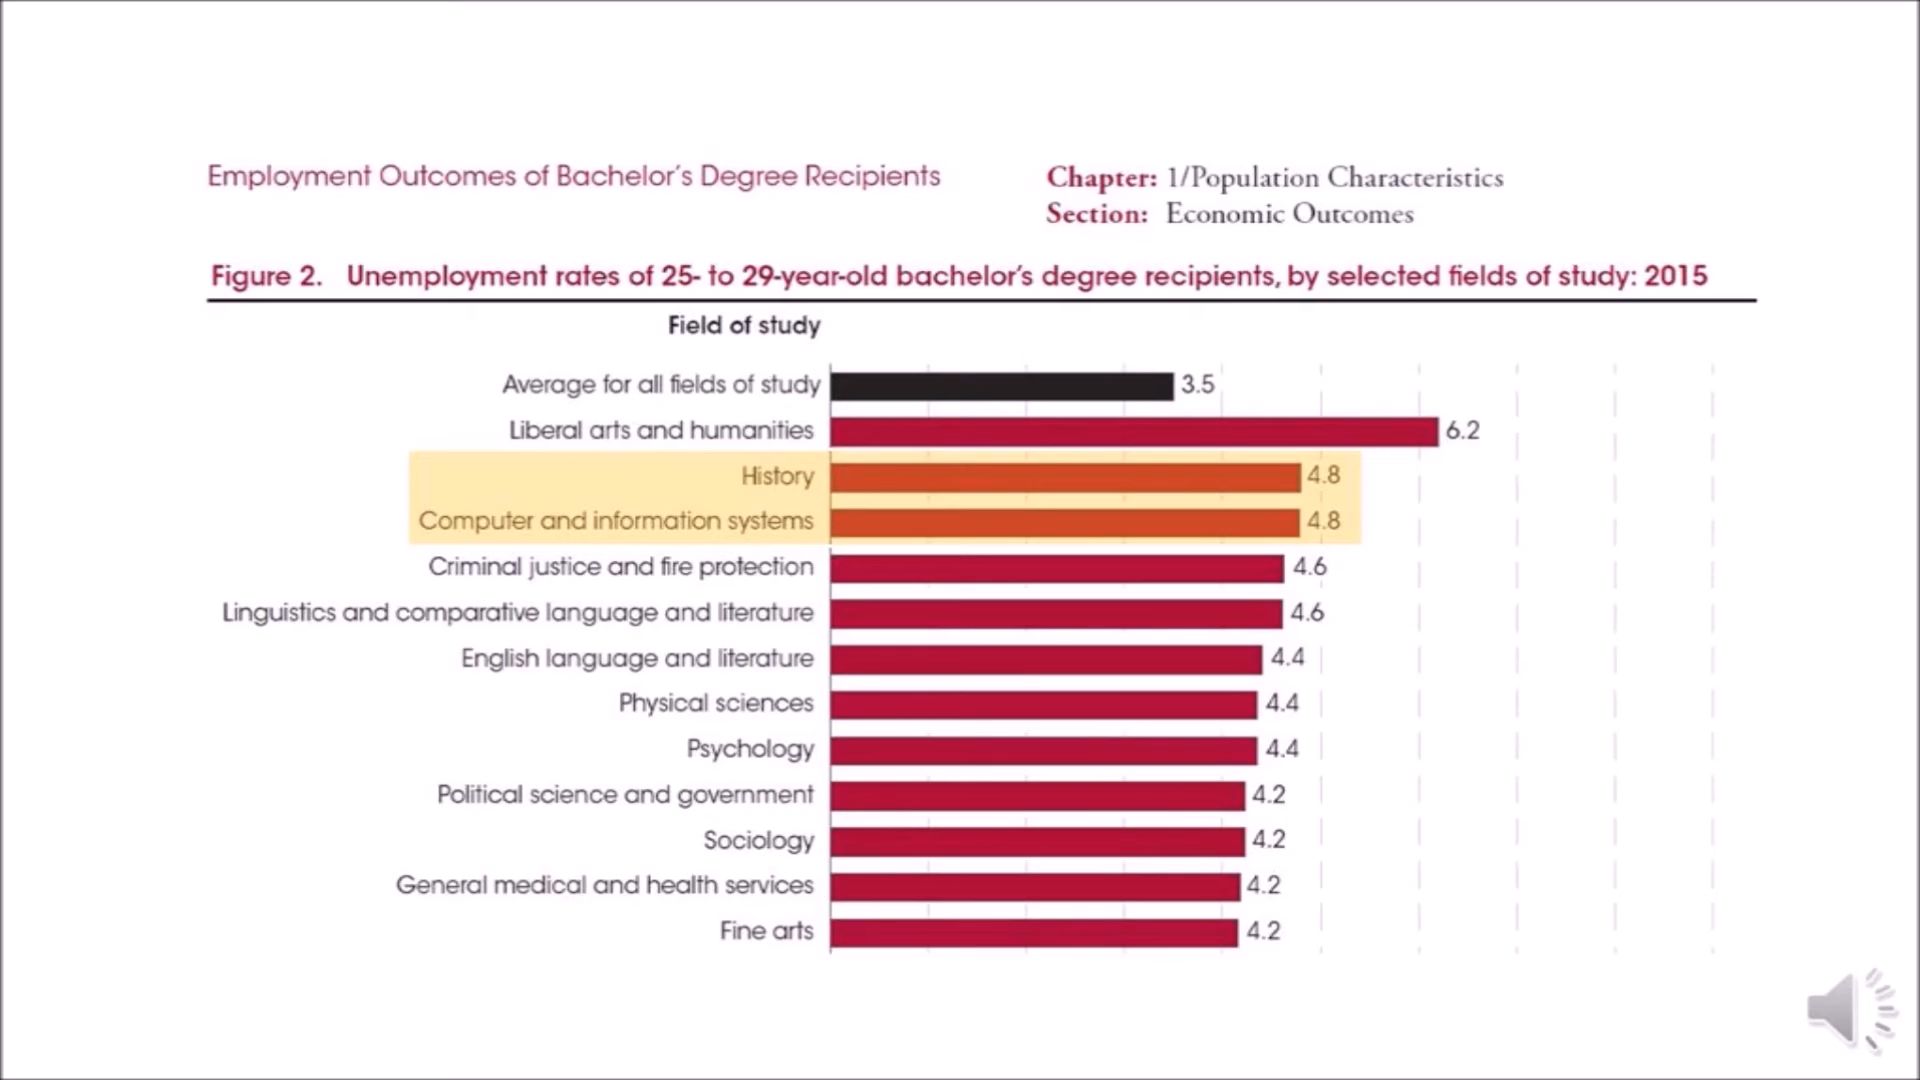 Employment Outcomes of Bachelor's Degree Recipients
Chapter: 1/Population Characteristics
Section: Economic Outcomes
Figure 2. Unemployment rates of 25- to 29-year-old bachelor's degree recipients, by selected fields of study: 2015
Field of study
Average for all fields of study 3.5
Liberal arts and humanities 6.2
History 4.8
Computer and information systems 4.8
Criminal justice and fire protection 4.6
Linguistics and comparative language and literature 4.6
English language and literature 4.4
Physical sciences 4.4
Psychology 4.4
Political science and government 4.2
Sociology 4.2
General medical and health services 4.2
Fine arts 4.2